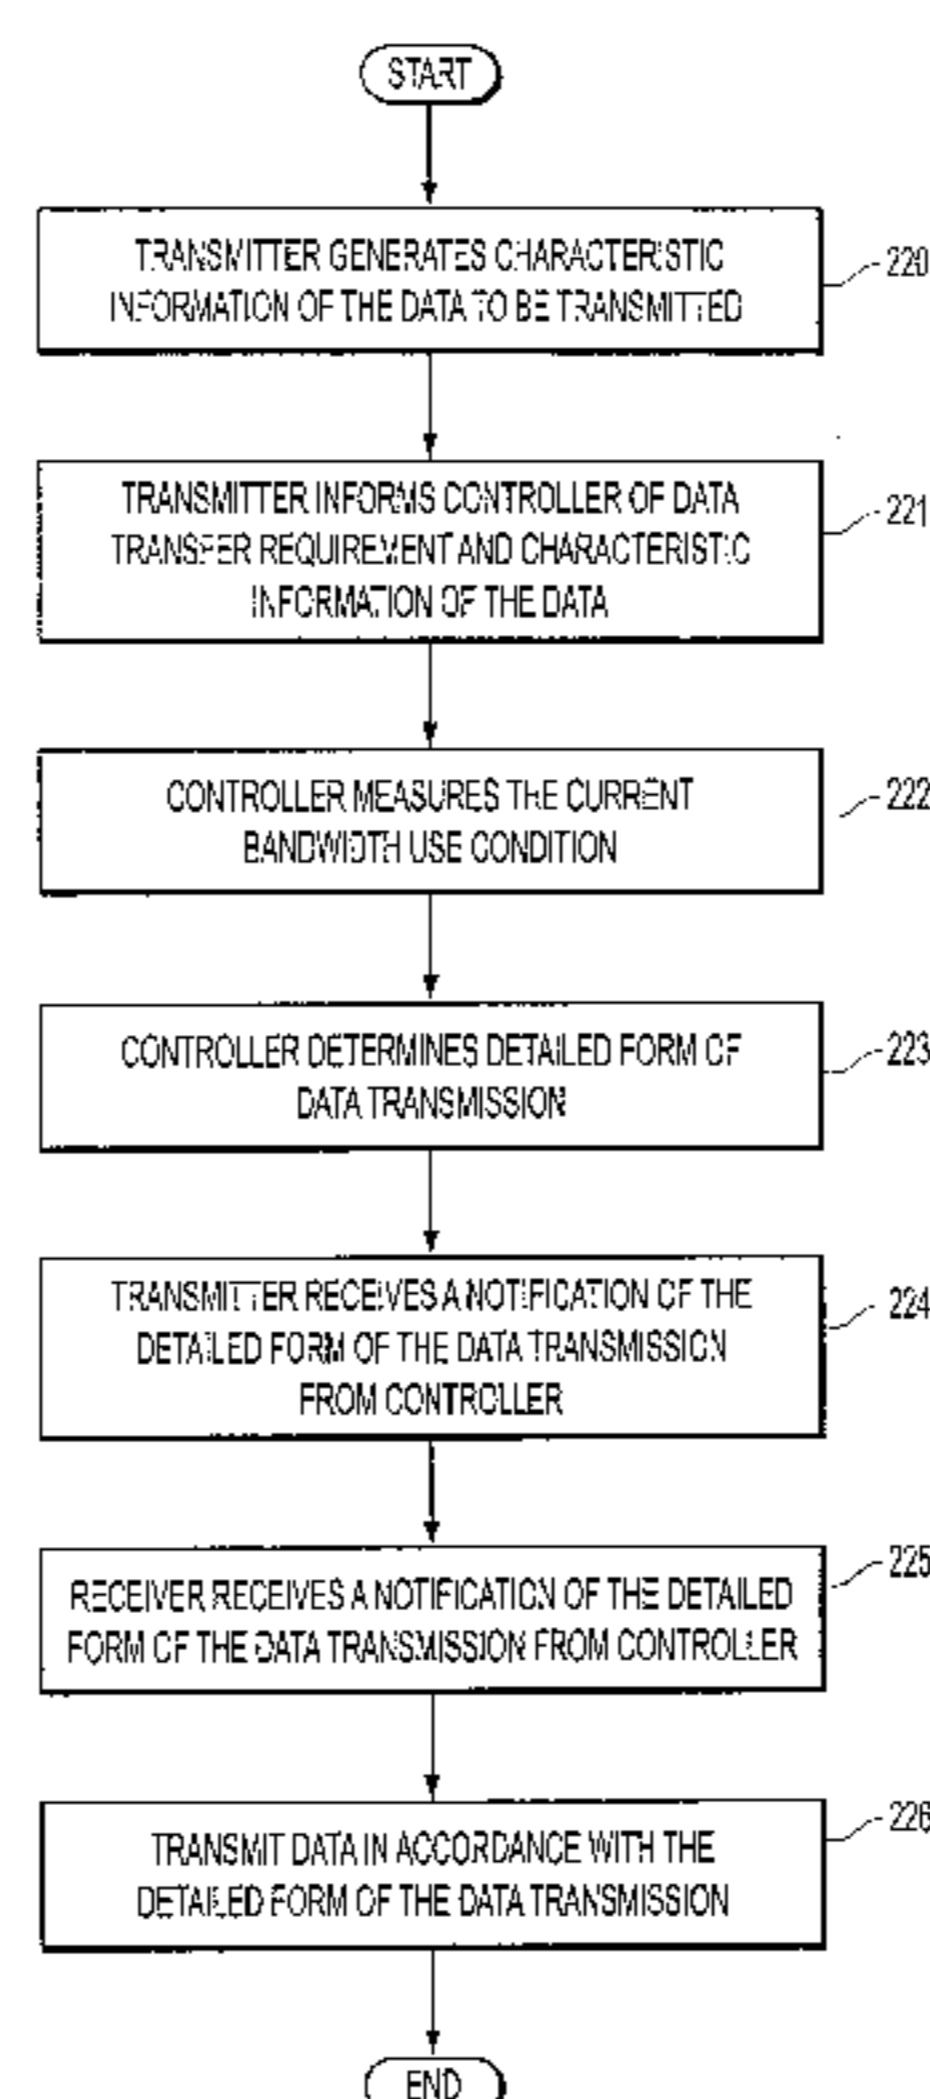 START
TRANSMITTER GENERATES CHARACTERISTIC
INFORMATION OF THE DATA TO BE TRANSMITTED
220
TRANSMITTER INFORMS CONTROLLER OF DATA
TRANSFER REQUIREMENT AND CHARACTERISTIC
INFORMATION OF THE DATA
221
CONTROLLER MEASURES THE CURRENT
BANDWIDTH USE CONDITION
222
CONTROLLER DETERMINES DETAILED FORM OF
DATA TRANSMISSION
223
TRANSMITTER RECEIVES A NOTIFICATION OF THE
DETAILED FORM OF THE DATA TRANSMISSION
FROM CONTROLLER
224
RECEIVER RECEIVES A NOTIFICATION OF THE DETAILED
FORM OF THE DATA TRANSMISSION FROM CONTROLLER
225
TRANSMIT DATA IN ACCORDANCE WITH THE
DETAILED FORM OF THE DATA TRANSMISSION
226
END